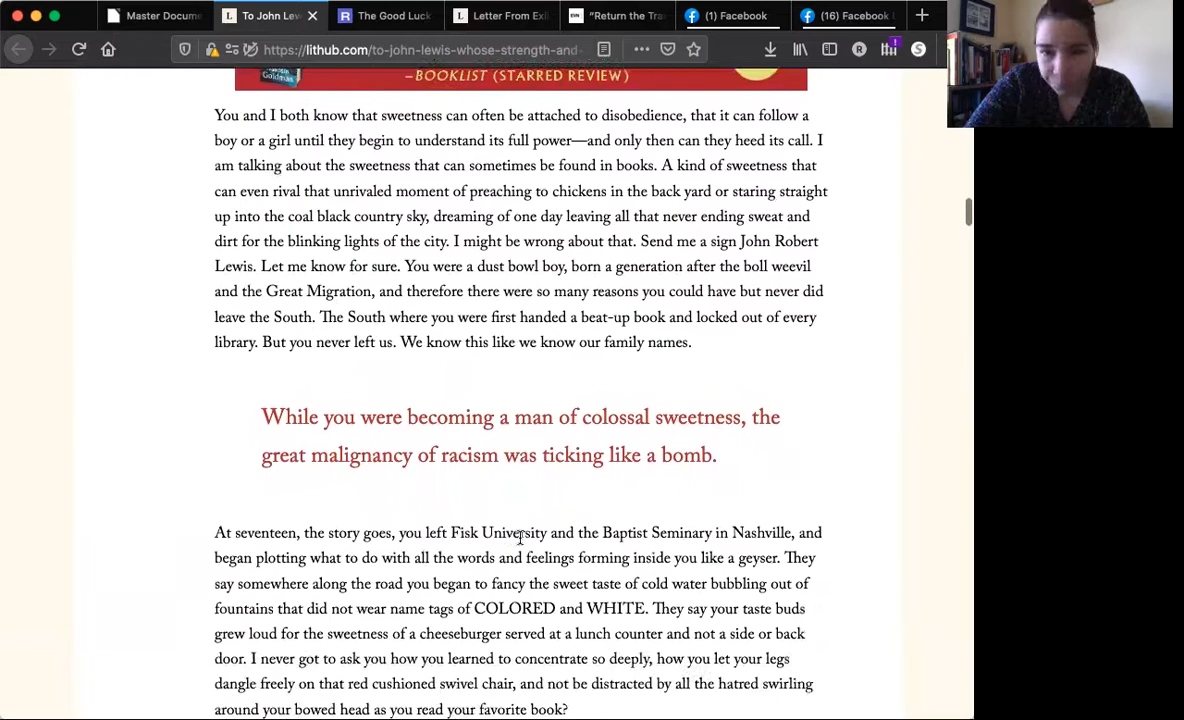 Master Docume
To John Lew
The Good Luck
Letter From Exi
"Return the Tra
(1) Facebook
(16) Facebook
https://lithub.com/to-john-lewis-whose-strength-and-
Goldman
–BOOKLIST (STARRED REVIEW)
You and I both know that sweetness can often be attached to disobedience, that it can follow a
boy or a girl until they begin to understand its full power—and only then can they heed its call. I
am talking about the sweetness that can sometimes be found in books. A kind of sweetness that
can even rival that unrivaled moment of preaching to chickens in the back yard or staring straight
up into the coal black country sky, dreaming of one day leaving all that never ending sweat and
dirt for the blinking lights of the city. I might be wrong about that. Send me a sign John Robert
Lewis. Let me know for sure. You were a dust bowl boy, born a generation after the boll weevil
and the Great Migration, and therefore there were so many reasons you could have but never did
leave the South. The South where you were first handed a beat-up book and locked out of every
library. But you never left us. We know this like we know our family names.
While you were becoming a man of colossal sweetness, the
great malignancy of racism was ticking like a bomb.
At seventeen, the story goes, you left Fisk University and the Baptist Seminary in Nashville, and
began plotting what to do with all the words and feelings forming inside you like a geyser. They
say somewhere along the road you began to fancy the sweet taste of cold water bubbling out of
fountains that did not wear name tags of COLORED and WHITE. They say your taste buds
grew loud for the sweetness of a cheeseburger served at a lunch counter and not a side or back
door. I never got to ask you how you learned to concentrate so deeply, how you let your legs
dangle freely on that red cushioned swivel chair, and not be distracted by all the hatred swirling
around your bowed head as you read your favorite book?